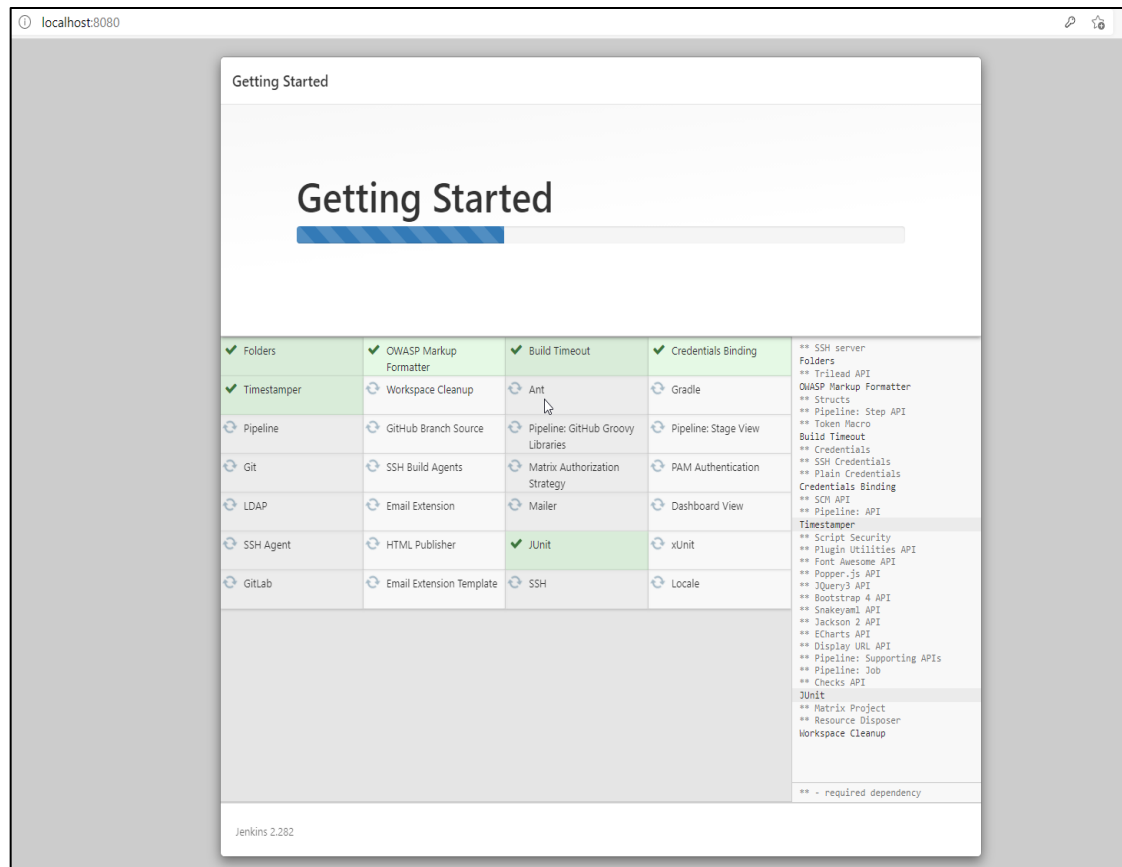 localhost:8080
Getting Started
Getting Started
Folders
OWASP Markup
Formatter
Build Timeout
Credentials Binding
Timestamper
Workspace Cleanup
Ant
Gradle
Pipeline
GitHub Branch Source
Pipeline: GitHub Groovy
Libraries
Pipeline: Stage View
Git
SSH Build Agents
Matrix Authorization
Strategy
PAM Authentication
LDAP
Email Extension
Mailer
Dashboard View
SSH Agent
HTML Publisher
JUnit
xUnit
GitLab
Email Extension Template
SSH
Locale
** SSH server
Folders
** Trilead API
OWASP Markup Formatter
** Structs
** Pipeline: Step API
** Token Macro
Build Timeout
** Credentials
** SSH Credentials
** Plain Credentials
Credentials Binding
** SCM API
** Pipeline: API
Timestamper
** Script Security
** Plugin Utilities API
** Font Awesome API
** Popper.js API
** JQuery3 API
** Bootstrap 4 API
** Snakeyaml API
** Jackson 2 API
** ECharts API
** Display URL API
** Pipeline: Supporting APIs
** Pipeline: Job
** Checks API
JUnit
** Matrix Project
** Resource Disposer
Workspace Cleanup
** - required dependency
Jenkins 2.282